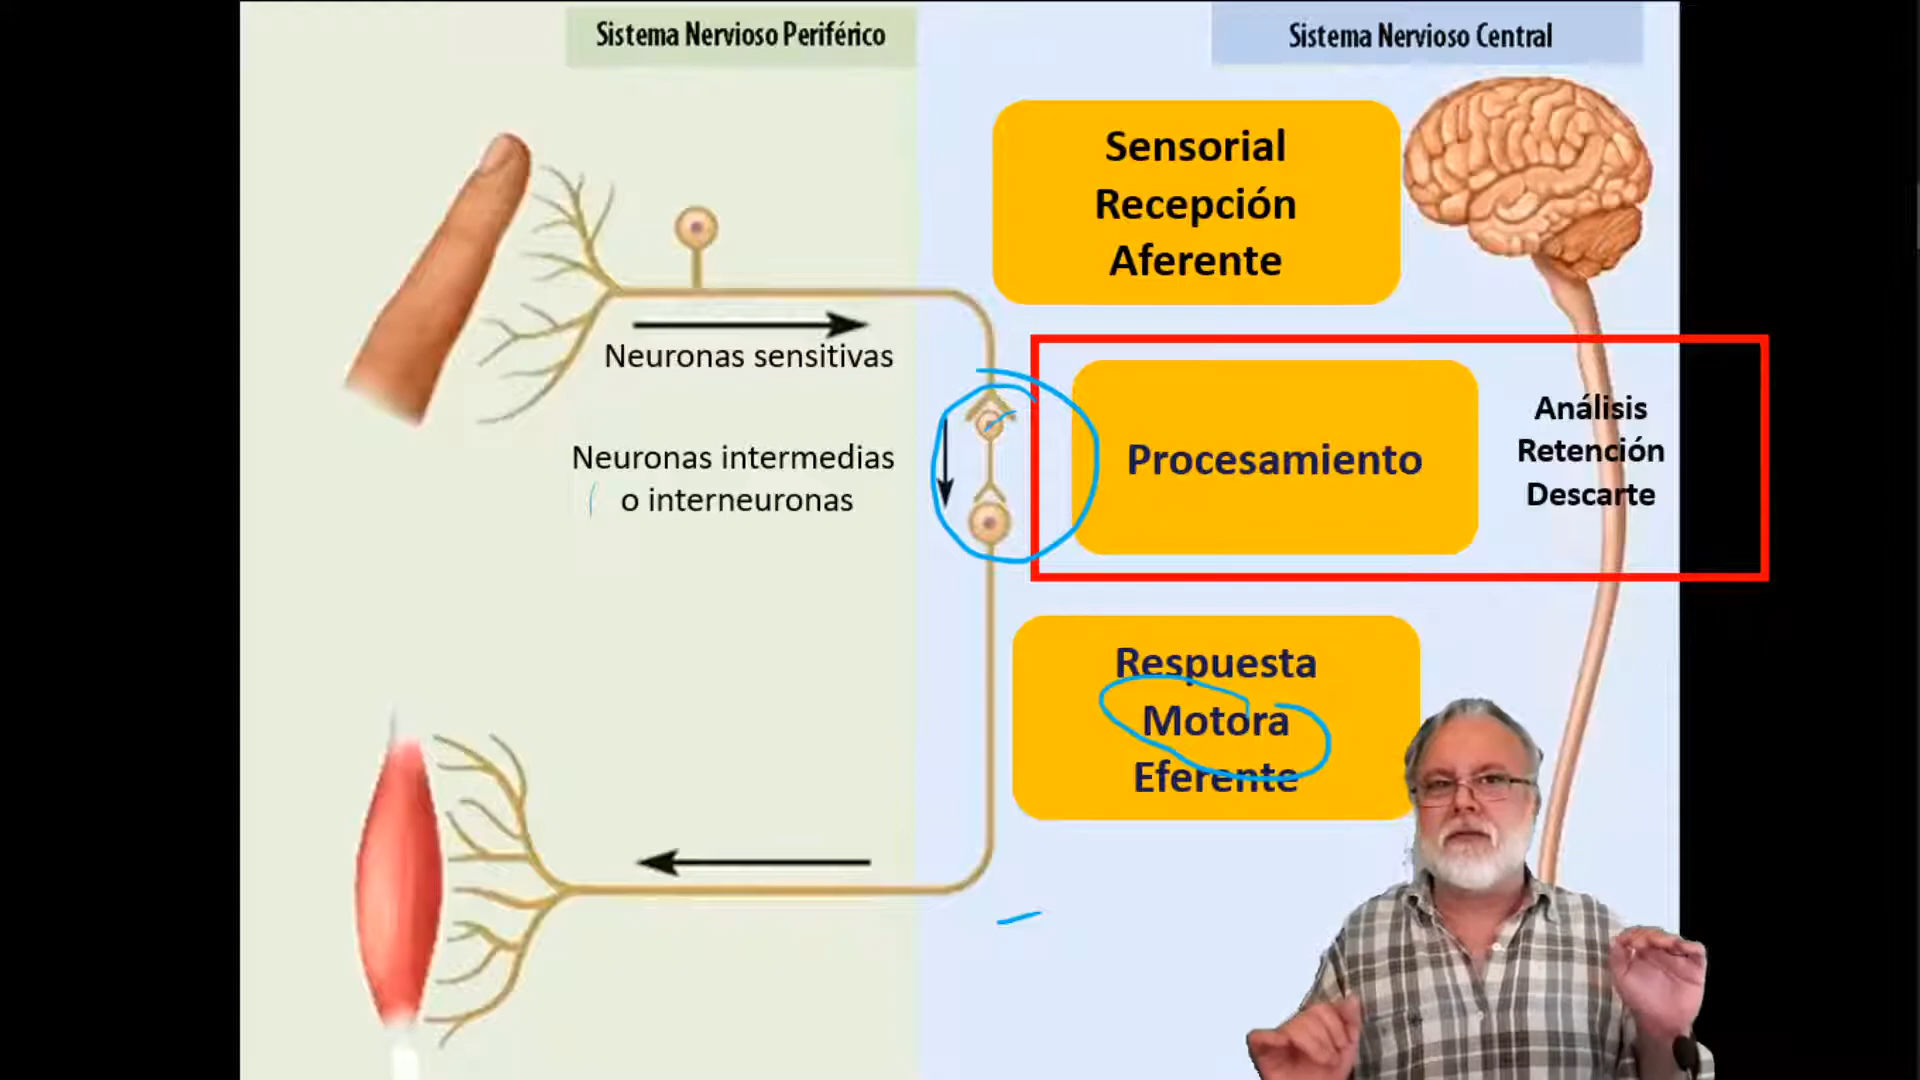 Sistema Nervioso Periférico
Sistema Nervioso Central
Sensorial
Recepción
Aferente
Neuronas sensitivas
Neuronas intermedias
o interneuronas
Procesamiento
Análisis
Retención
Descarte
Respuesta
Motora
Eferente